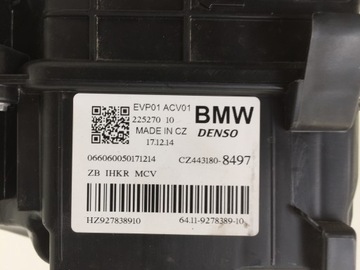 EVP01 ACV01
225270 10
MADE IN CZ
17.12.14
BMW
DENSO
066060050171214
CZ443180-8497
ZB IHKR MCV
HZ927838910
64.11-9278389-10